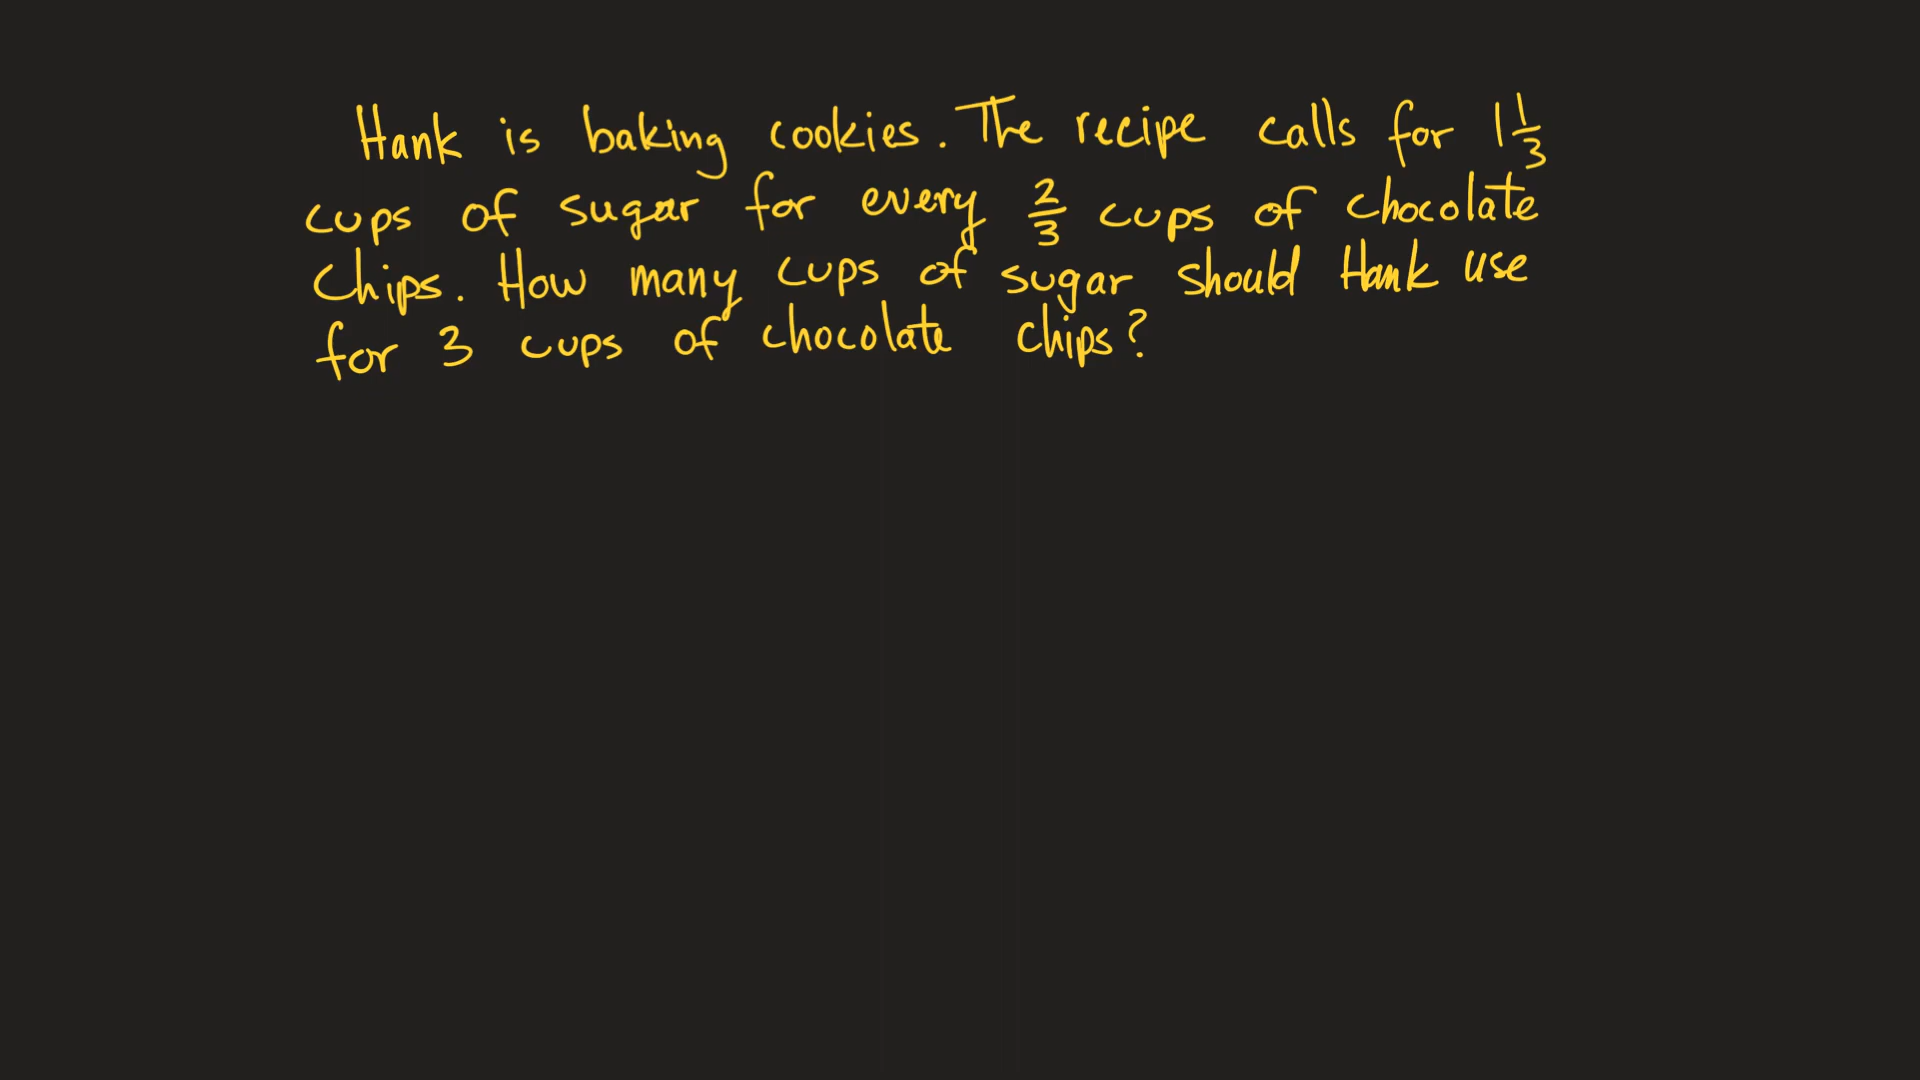 Hank is baking cookies. The recipe calls for 1 1/3
cups of sugar for every 2/3 cups of chocolate
chips. How many cups of sugar should Hank use
for 3 cups of chocolate chips?